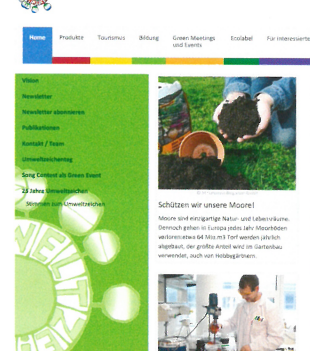 Home
Produkte
Tourismus
Bildung
Green Meetings
und Events
Ecolabel
Für Interessierte
Vision
Newsletter
Newsletter abonnieren
Publikationen
Kontakt / Team
Umweltzeichentag
Song Contest als Green Event
25 Jahre Umweltzeichen
Stimmen zum Umweltzeichen
Schützen wir unsere Moore!
Moore sind einzigartige Natur- und Lebensräume.
Dennoch gehen in Europa jedes Jahr Moorböden
verloren: etwa 64 Mio.m3 Torf werden jährlich
abgebaut, der größte Anteil wird im Gartenbau
verwendet, auch von Hobbygärtnern.